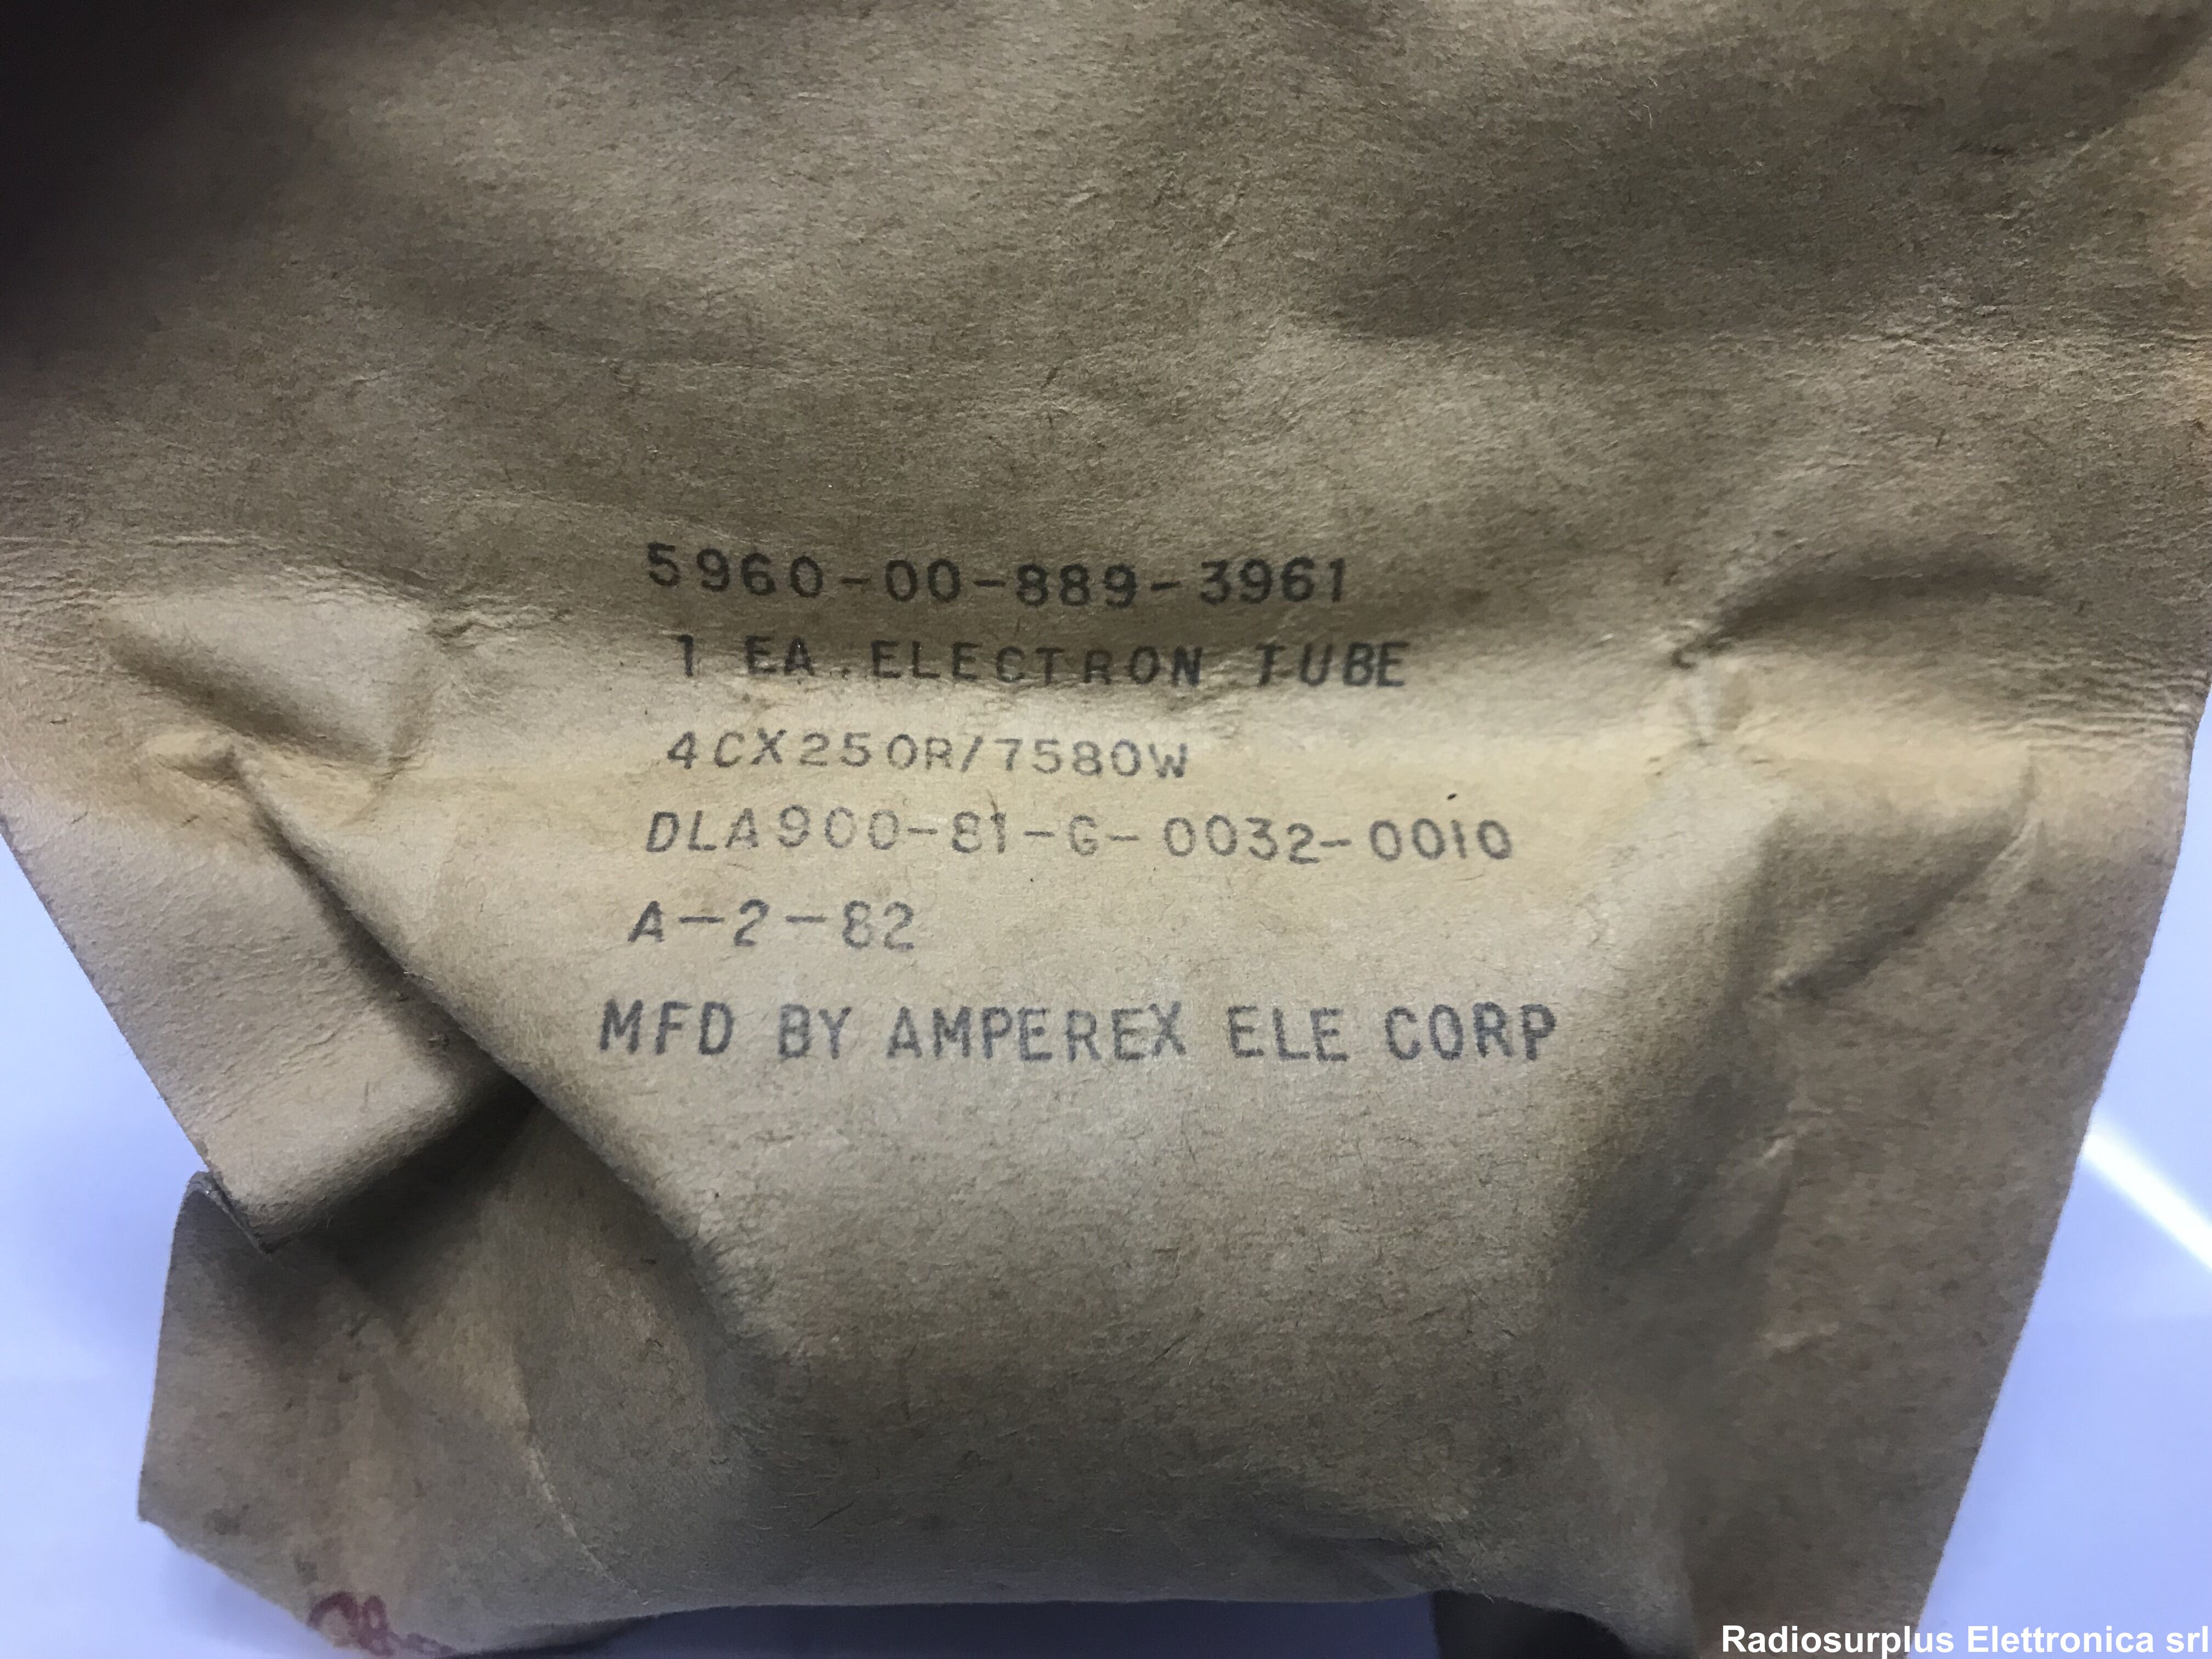 5960-00-889-3961
1 EA. ELECTRON TUBE
4CX250R/7580W
DLA900-81-G-0032-0010
A-2-82
MFD BY AMPEREX ELE CORP
Radiosurplus Elettronica srl